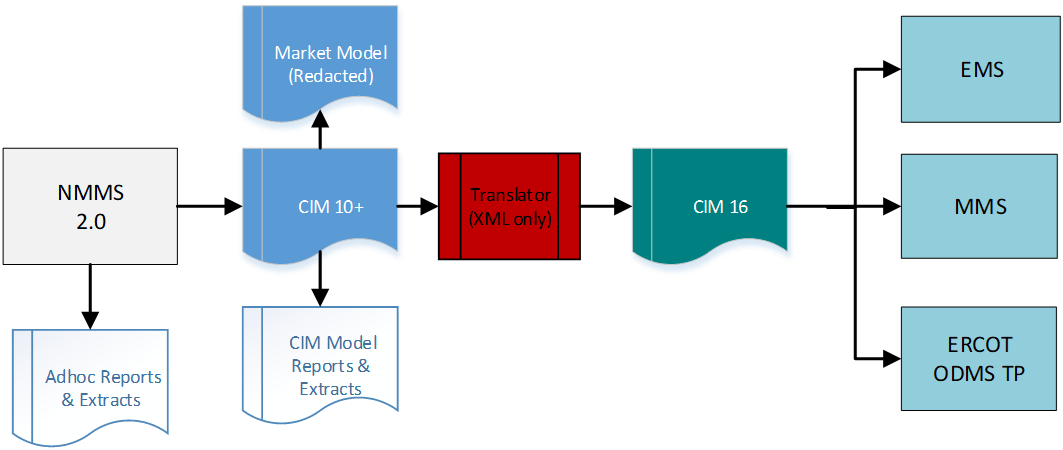 Market Model
(Redacted)
EMS
NMMS
2.0
CIM 10+
Translator
(XML only)
CIM 16
MMS
Adhoc Reports
& Extracts
CIM Model
Reports &
Extracts
ERCOT
ODMS TP